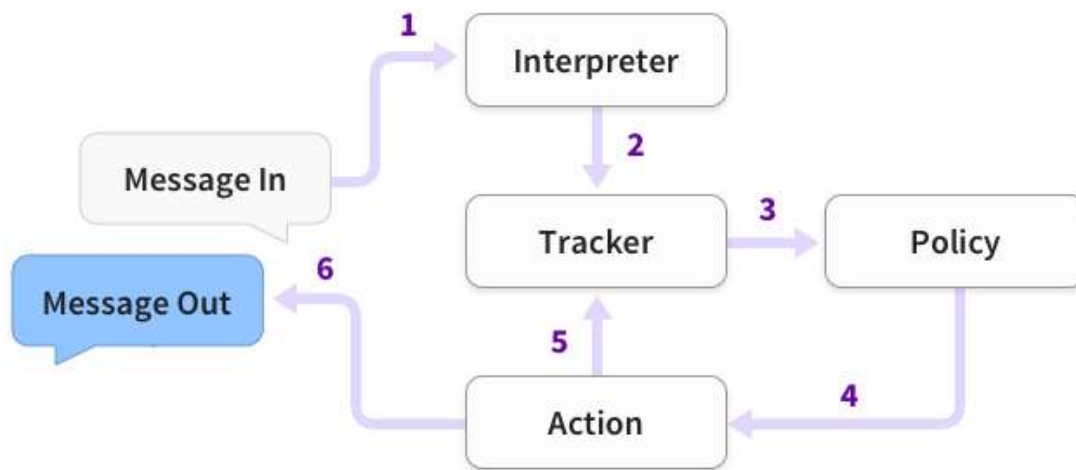 1
Interpreter
2
Message In
3
Tracker
Policy
6
Message Out
5
4
Action